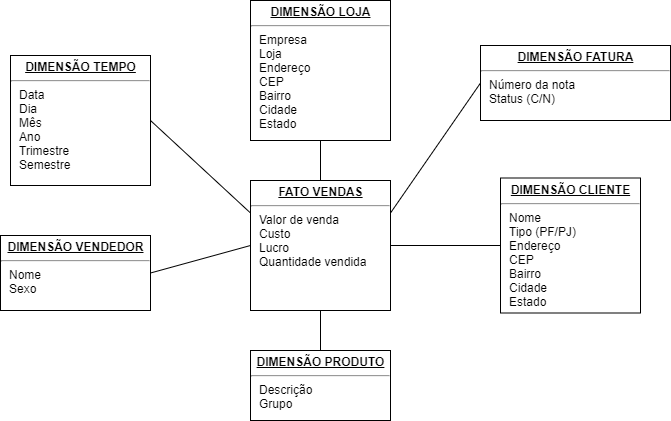 DIMENSÃO LOJA
Empresa
Loja
Endereço
CEP
Bairro
Cidade
Estado
DIMENSÃO TEMPO
Data
Dia
Mês
Ano
Trimestre
Semestre
DIMENSÃO FATURA
Número da nota
Status (C/N)
FATO VENDAS
Valor de venda
Custo
Lucro
Quantidade vendida
DIMENSÃO CLIENTE
Nome
Tipo (PF/PJ)
Endereço
CEP
Bairro
Cidade
Estado
DIMENSÃO VENDEDOR
Nome
Sexo
DIMENSÃO PRODUTO
Descrição
Grupo